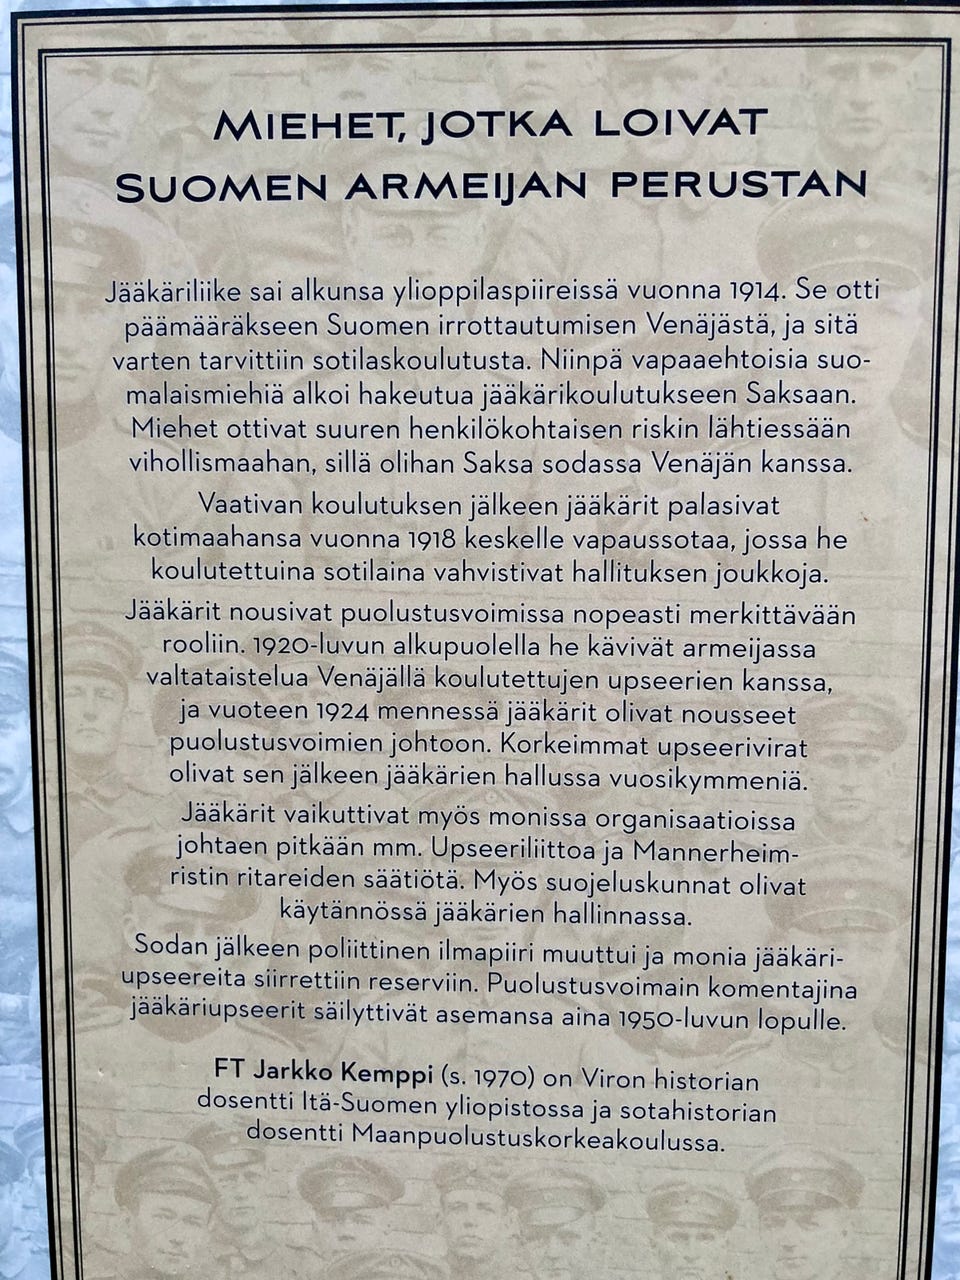 MIEHET, JOTKA LOIVAT
SUOMEN ARMEIJAN PERUSTAN
Jääkäriliike sai alkunsa ylioppilaspiireissä vuonna 1914. Se otti
päämääräkseen Suomen irrottautumisen Venäjästä, ja sitä
varten tarvittiin sotilaskoulutusta. Niinpä vapaaehtoisia suo-
malaismiehiä alkoi hakeutua jääkärikoulutukseen Saksaan.
Miehet ottivat suuren henkilökohtaisen riskin lähtiessään
vihollismaahan, sillä olihan Saksa sodassa Venäjän kanssa.
Vaativan koulutuksen jälkeen jääkärit palasivat
kotimaahansa vuonna 1918 keskelle vapaussotaa, jossa he
koulutettuina sotilaina vahvistivat hallituksen joukkoja.
Jääkärit nousivat puolustusvoimissa nopeasti merkittävään
rooliin. 1920-luvun alkupuolella he kävivät armeijassa
valtataistelua Venäjällä koulutettujen upseerien kanssa,
ja vuoteen 1924 mennessä jääkärit olivat nousseet
puolustusvoimien johtoon. Korkeimmat upseerivirat
olivat sen jälkeen jääkärien hallussa vuosikymmeniä.
Jääkärit vaikuttivat myös monissa organisaatioissa
johtaen pitkään mm. Upseeriliittoa ja Mannerheim-
ristin ritareiden säätiötä. Myös suojeluskunnat olivat
käytännössä jääkärien hallinnassa.
Sodan jälkeen poliittinen ilmapiiri muuttui ja monia jääkäri-
upseereita siirrettiin reserviin. Puolustusvoimain komentajina
jääkäriupseerit säilyttivät asemansa aina 1950-luvun lopulle.
FT Jarkko Kemppi (s. 1970) on Viron historian
dosentti Itä-Suomen yliopistossa ja sotahistorian
dosentti Maanpuolustuskorkeakoulussa.